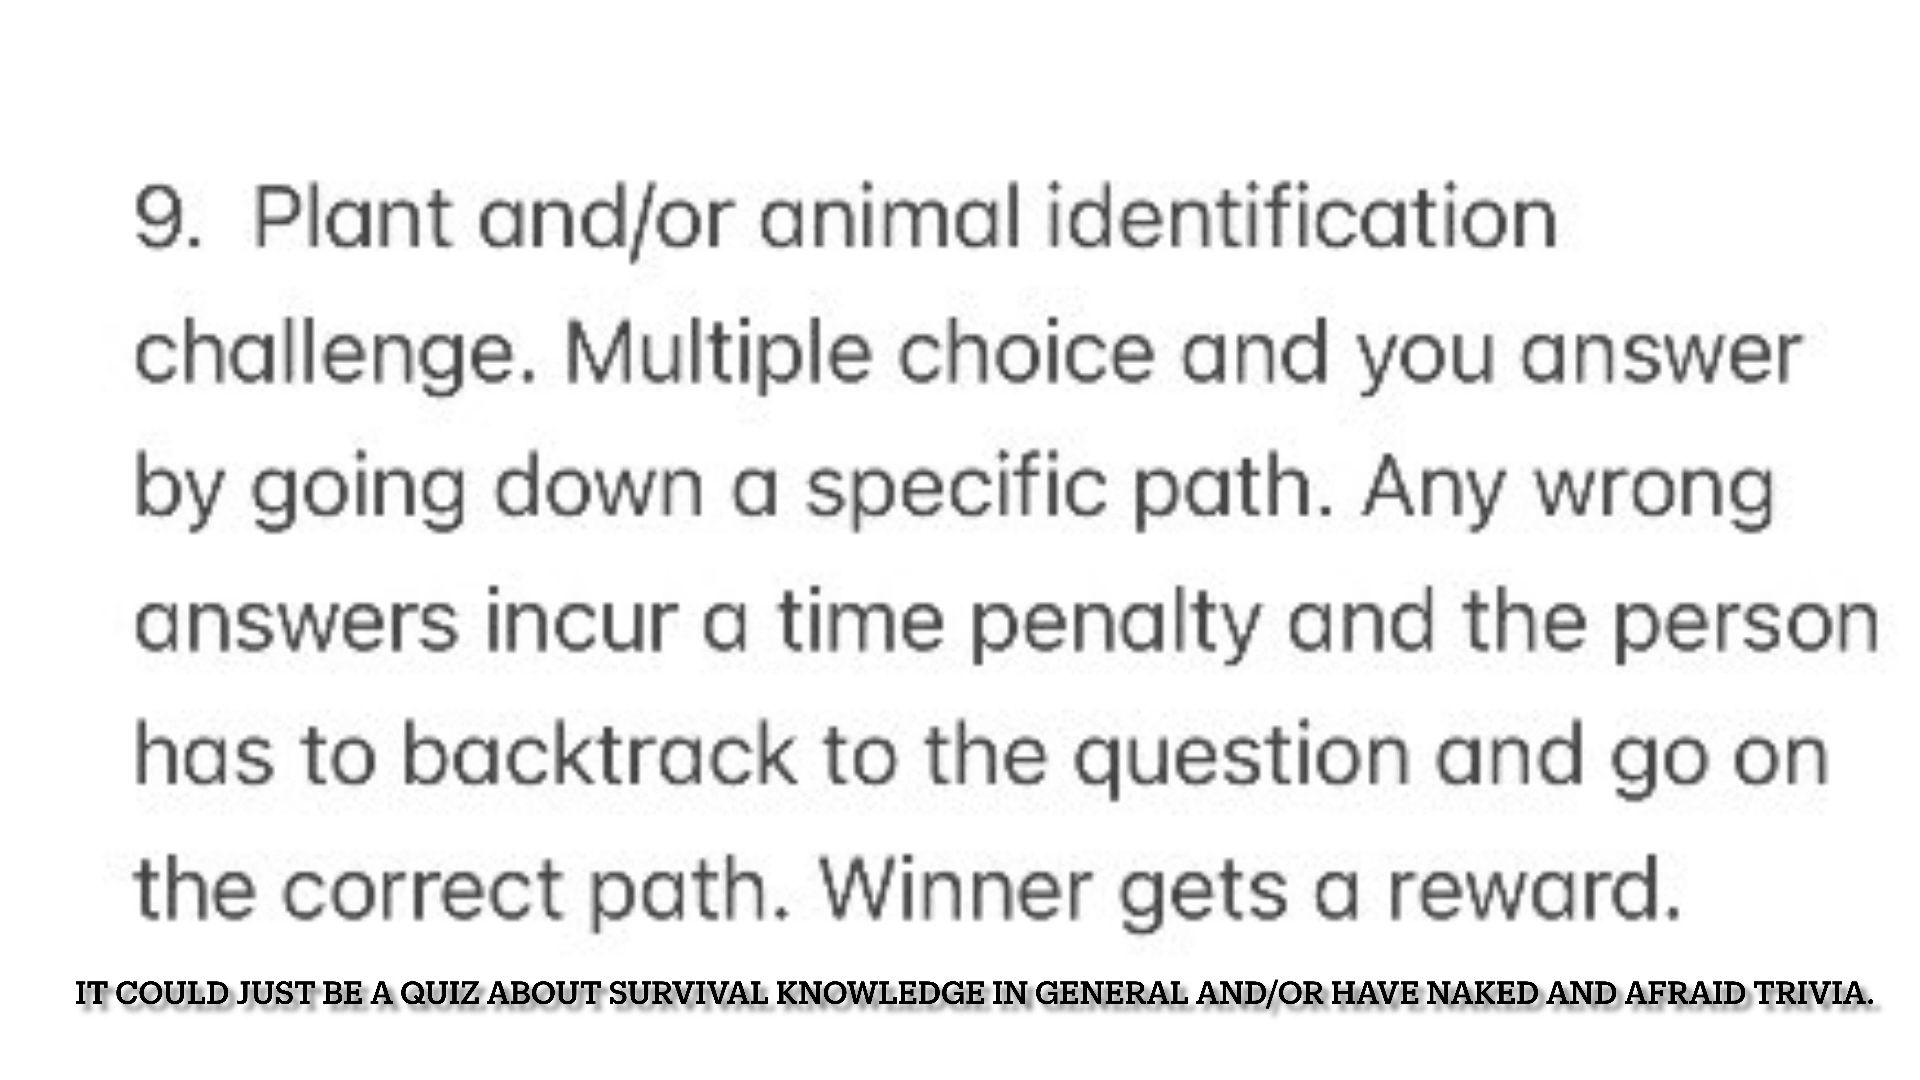 9. Plant and/or animal identification
challenge. Multiple choice and you answer
by going down a specific path. Any wrong
answers incur a time penalty and the person
has to backtrack to the question and go on
the correct path. Winner gets a reward.
IT COULD JUST BE A QUIZ ABOUT SURVIVAL KNOWLEDGE IN GENERAL AND/OR HAVE NAKED AND AFRAID TRIVIA.